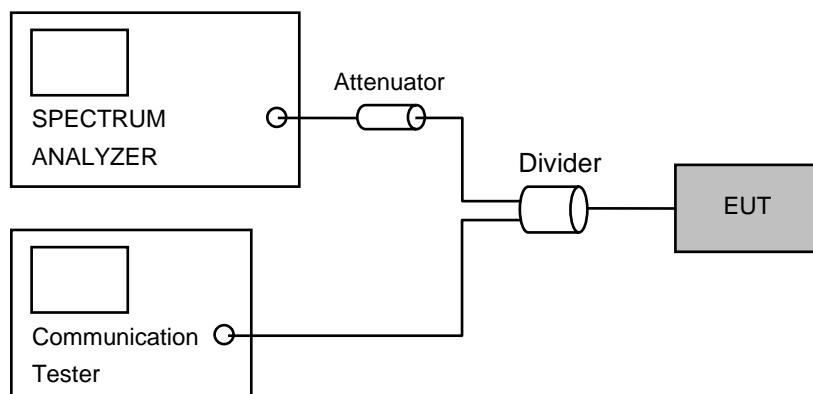 SPECTRUM
ANALYZER
Attenuator
Divider
EUT
Communication
Tester